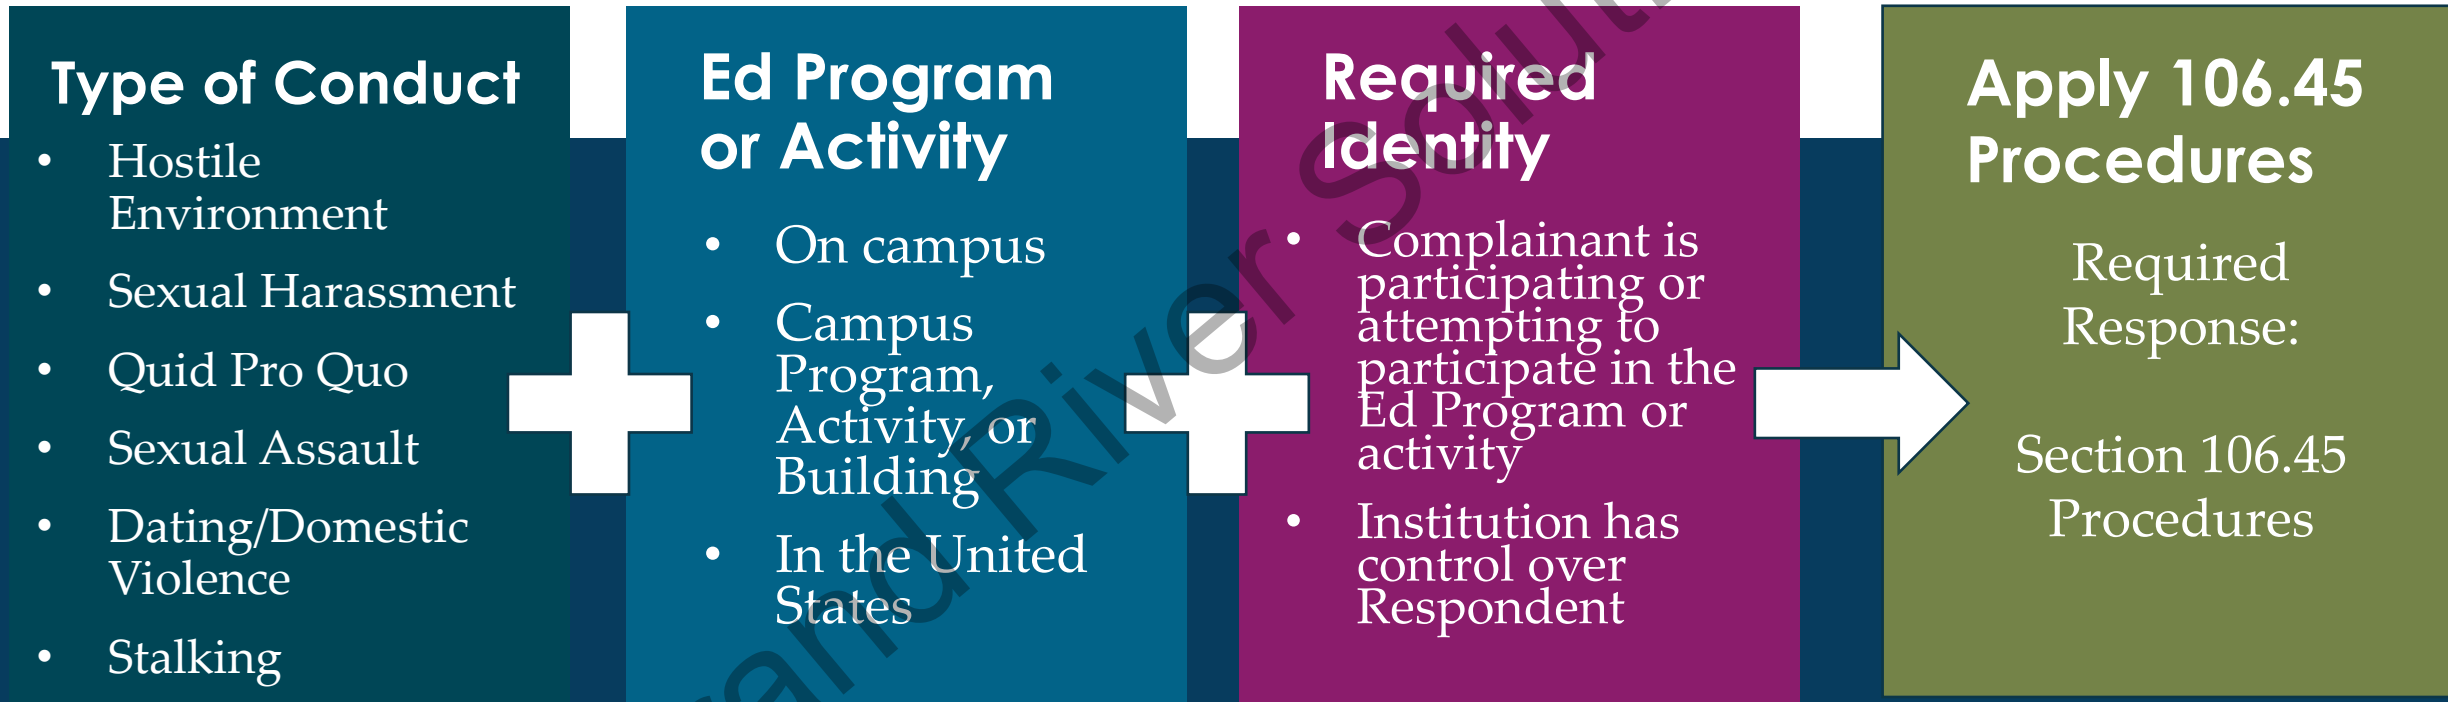 Type of Conduct
• Hostile
Environment
• Sexual Harassment
• Quid Pro Quo
• Sexual Assault
• Dating/Domestic
Violence
• Stalking
Ed Program
or Activity
• On campus
• Campus
Program,
Activity, or
Building
• In the United
States
Required
Identity
• Complainant is
participating or
attempting to
participate in the
Ed Program or
activity
• Institution has
control over
Respondent
Apply 106.45
Procedures
Required
Response:
Section 106.45
Procedures
River